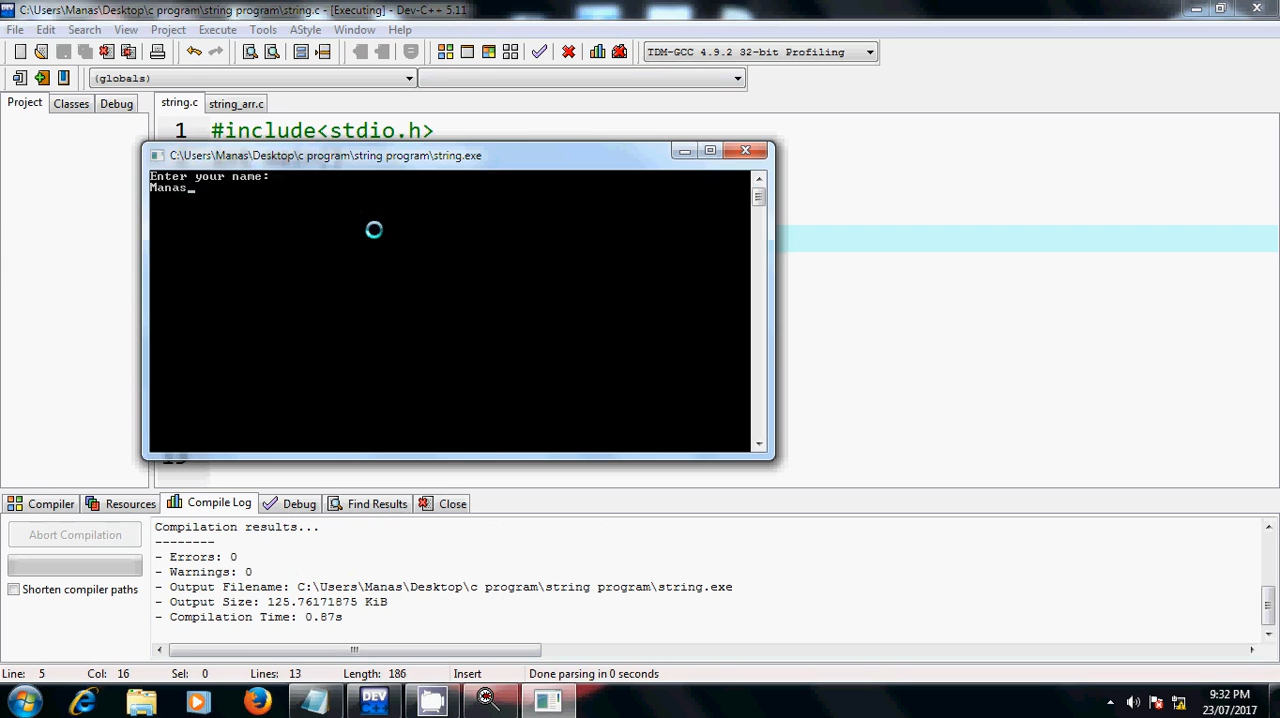 C:\Users\Manas\Desktop\c program\string program\string.c - [Executing] - Dev-C++ 5.11
File Edit Search View Project Execute Tools AStyle Window Help
TDM-GCC 4.9.2 32-bit Profiling
(globals)
Project Classes Debug string.c string_arr.c
1 #include<stdio.h>
C:\Users\Manas\Desktop\c program\string program\string.exe
Enter your name:
Manas_
Compiler Resources Compile Log Debug Find Results Close
Abort Compilation
Shorten compiler paths
Compilation results...
--------
- Errors: 0
- Warnings: 0
- Output Filename: C:\Users\Manas\Desktop\c program\string program\string.exe
- Output Size: 125.76171875 KiB
- Compilation Time: 0.87s
Line: 5 Col: 16 Sel: 0 Lines: 13 Length: 186 Insert Done parsing in 0 seconds
DEV C++
9:32 PM
23/07/2017